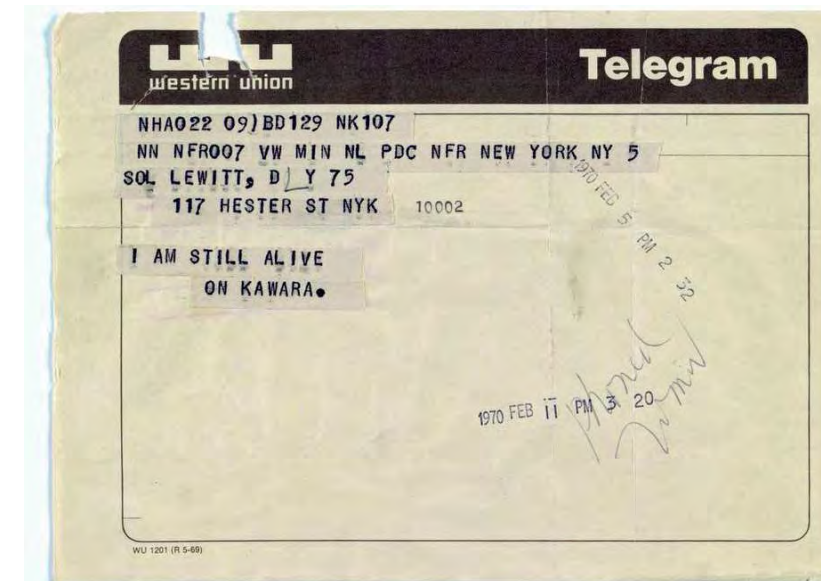 western union
Telegram
NHA022 09)BD129 NK107
NN NFR007 VW MIN NL PDC NFR NEW YORK NY 5
SOL LEWITT, D L Y 75
117 HESTER ST NYK 10002
1970 FEB 5 PM 2 32
I AM STILL ALIVE
ON KAWARA.
phoned
1970 FEB 11 PM 3 20
WU 1201 (R 5-69)